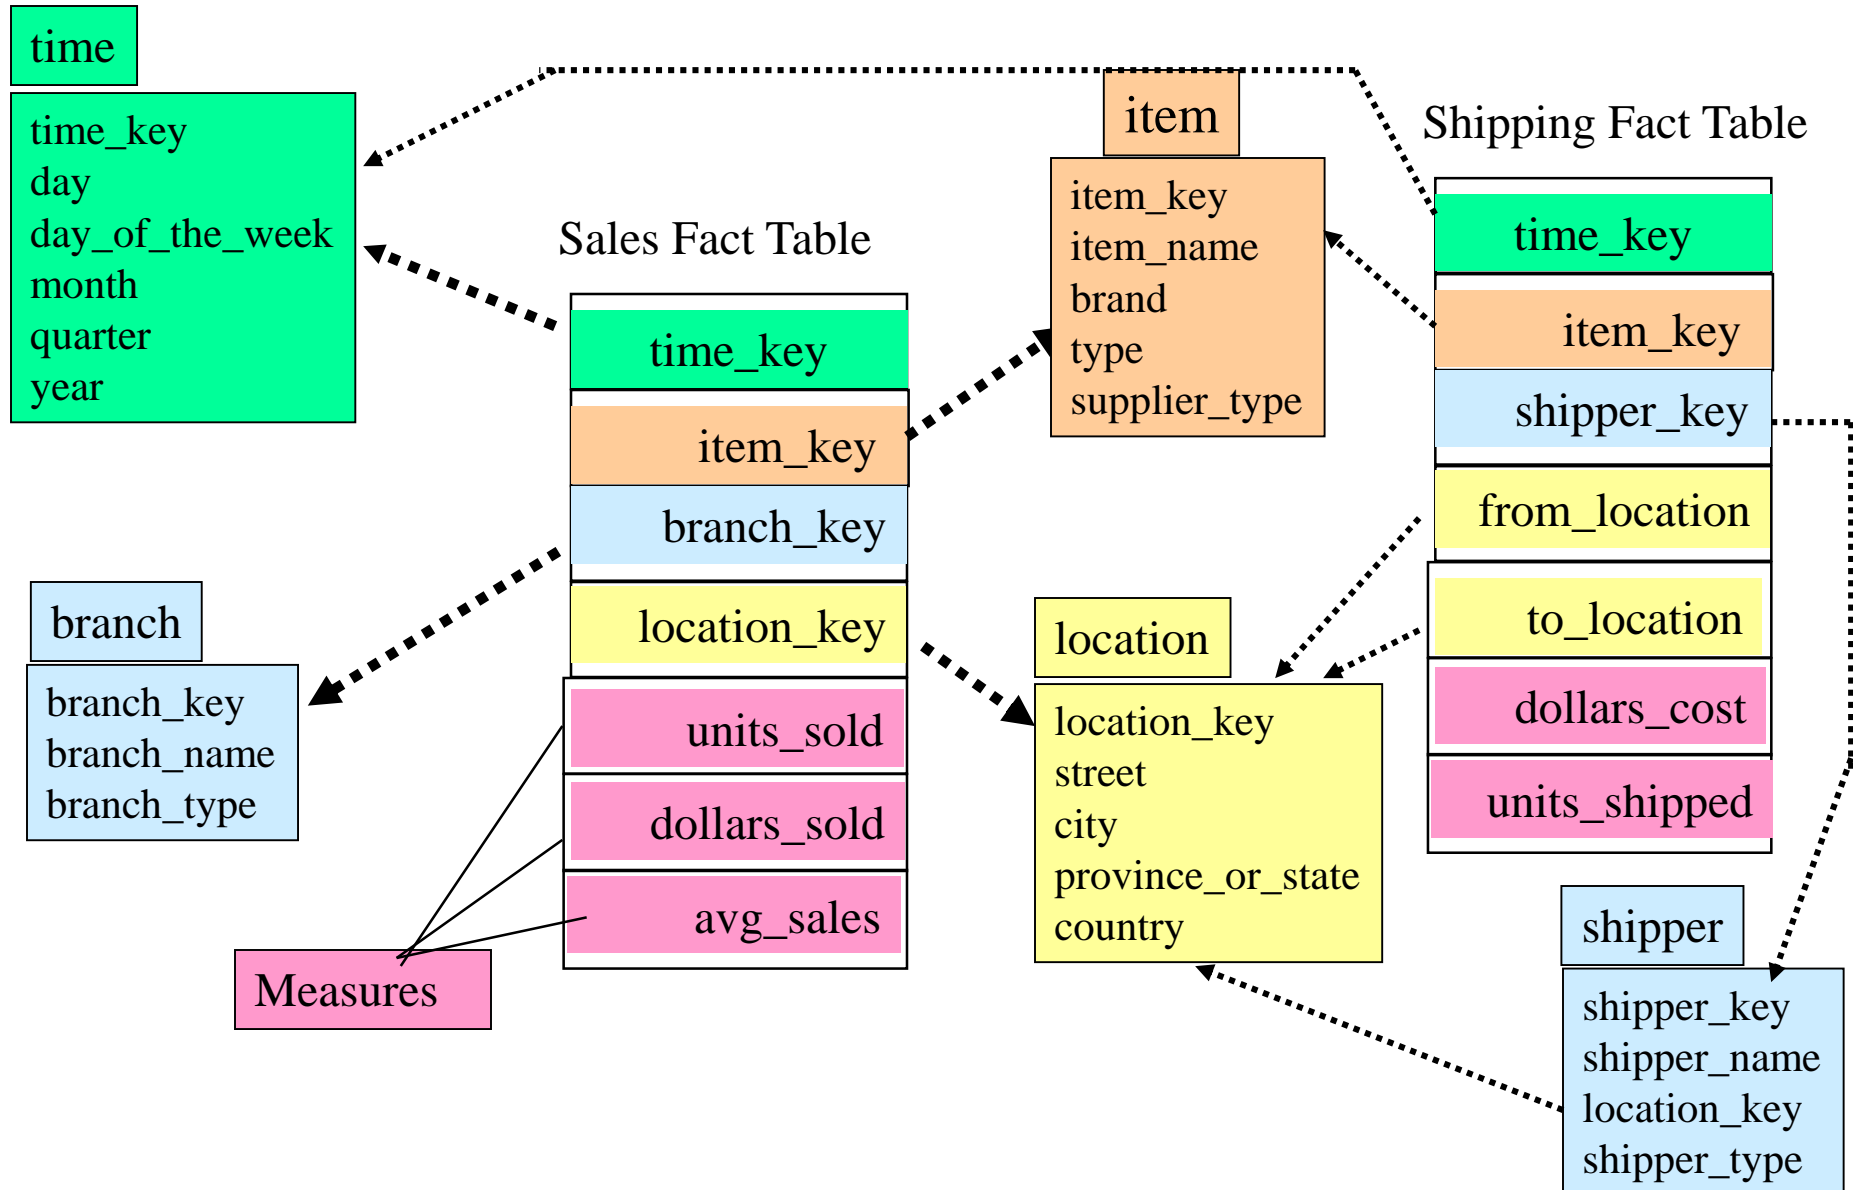 time
time_key
day
day_of_the_week
month
quarter
year
Sales Fact Table
time_key
item_key
branch_key
location_key
units_sold
dollars_sold
avg_sales
Measures
branch
branch_key
branch_name
branch_type
item
item_key
item_name
brand
type
supplier_type
location
location_key
street
city
province_or_state
country
Shipping Fact Table
time_key
item_key
shipper_key
from_location
to_location
dollars_cost
units_shipped
shipper
shipper_key
shipper_name
location_key
shipper_type